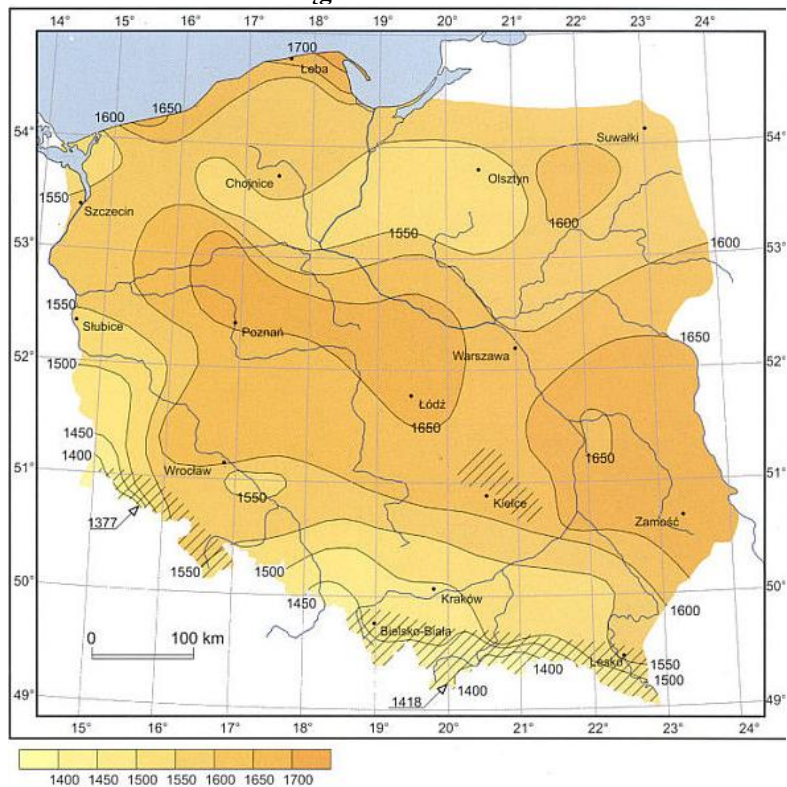 14° 15° 16° 17° 18° 19° 20° 21° 22° 23° 24°
1700
Łeba
1650
1600
54°
54°
Suwałki
Chojnice
Olsztyn
1550
Szczecin
1550
1600
53°
1600
53°
1550
Słubice
1650
Poznań
Warszawa
52°
52°
1500
Łódź
1650
1450
1650
1400
51°
Wrocław
51°
1550
Kielce
1377
Zamość
1550
1500
50°
50°
1450
Kraków
1600
0 100 km
Bielsko-Biała
Lesko
1550
1400
1500
1400
49°
1418
49°
15° 16° 17° 18° 19° 20° 21° 22° 23°
1400 1450 1500 1550 1600 1650 1700